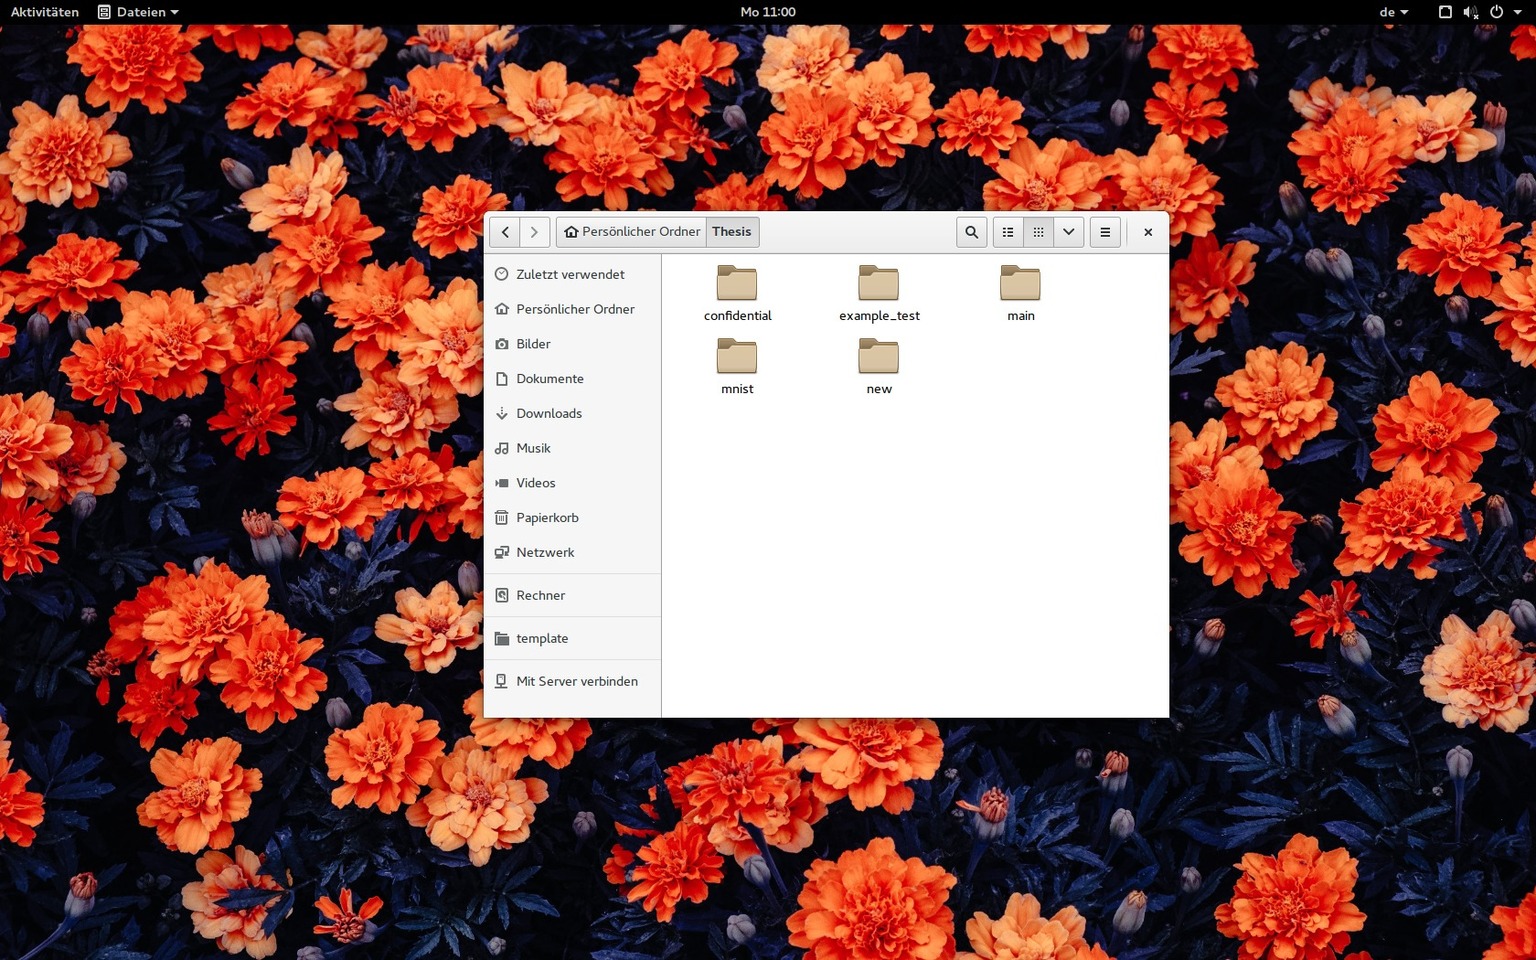 Aktivitäten Dateien Mo 11:00 de
Persönlicher Ordner Thesis
Zuletzt verwendet
Persönlicher Ordner
Bilder
Dokumente
Downloads
Musik
Videos
Papierkorb
Netzwerk
Rechner
template
Mit Server verbinden
confidential example_test main
mnist new